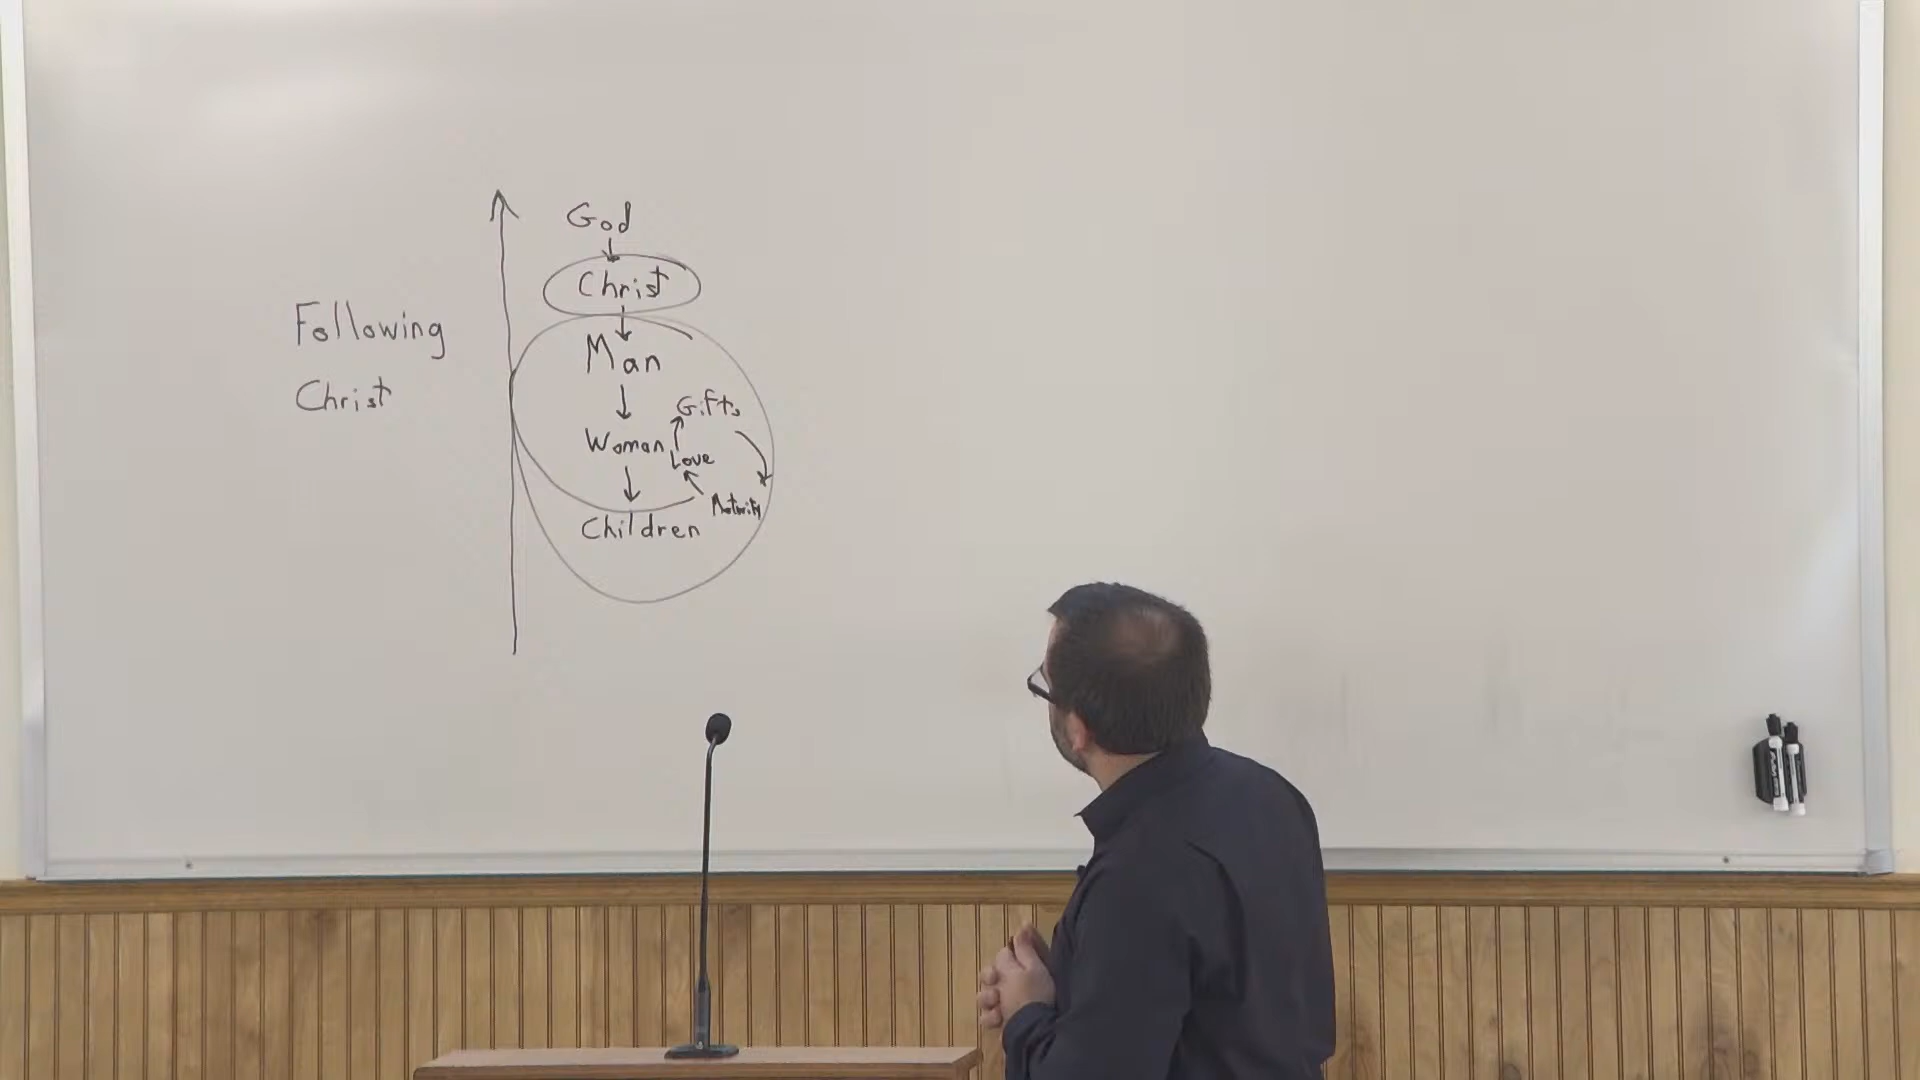 God
Christ
Following
Man
Christ
Gifts
Woman
Love
Maturity
Children